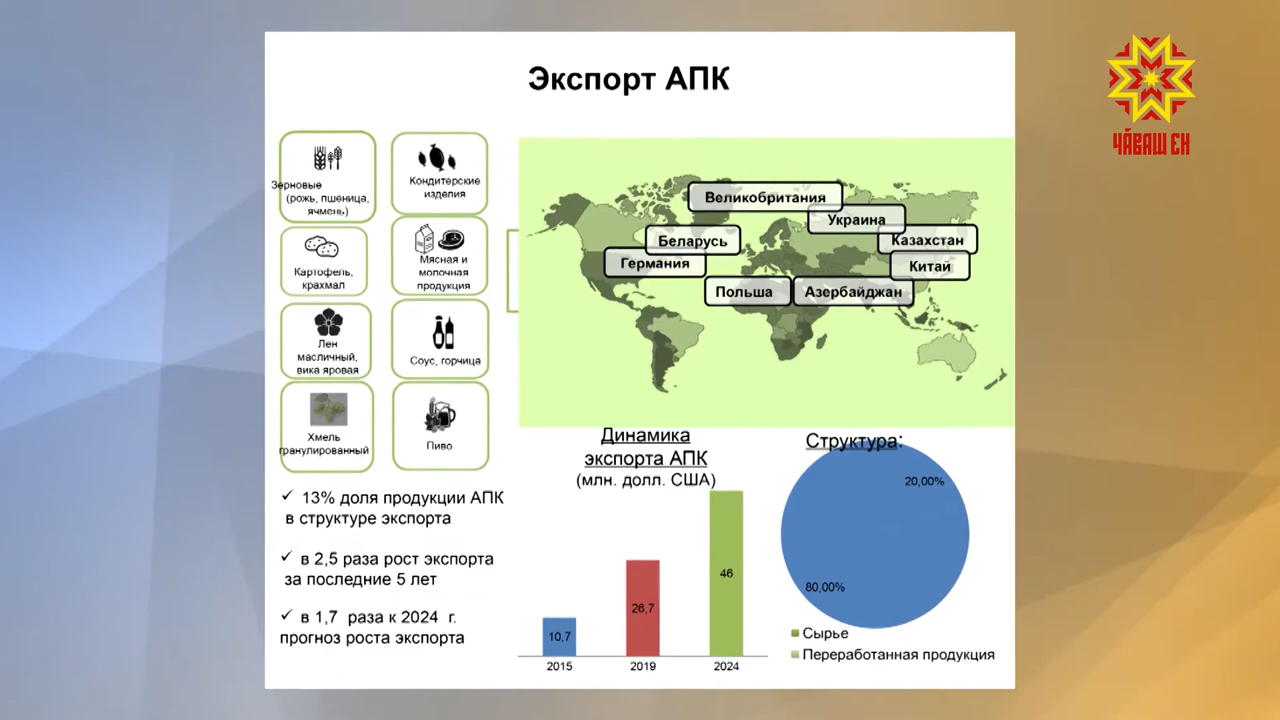 Экспорт АПК
ЧӐВАШ ЕН
Зерновые
(рожь, пшеница,
ячмень)
Кондитерские
изделия
Картофель,
крахмал
Мясная и
молочная
продукция
Лен
масличный,
вика яровая
Соус, горчица
Хмель
гранулированный
Пиво
Великобритания
Украина
Беларусь
Казахстан
Германия
Китай
Польша
Азербайджан
✓ 13% доля продукции АПК
в структуре экспорта
✓ в 2,5 раза рост экспорта
за последние 5 лет
✓ в 1,7 раза к 2024 г.
прогноз роста экспорта
Динамика
экспорта АПК
(млн. долл. США)
10,7
26,7
46
2015
2019
2024
Структура:
20,00%
80,00%
Сырье
Переработанная продукция